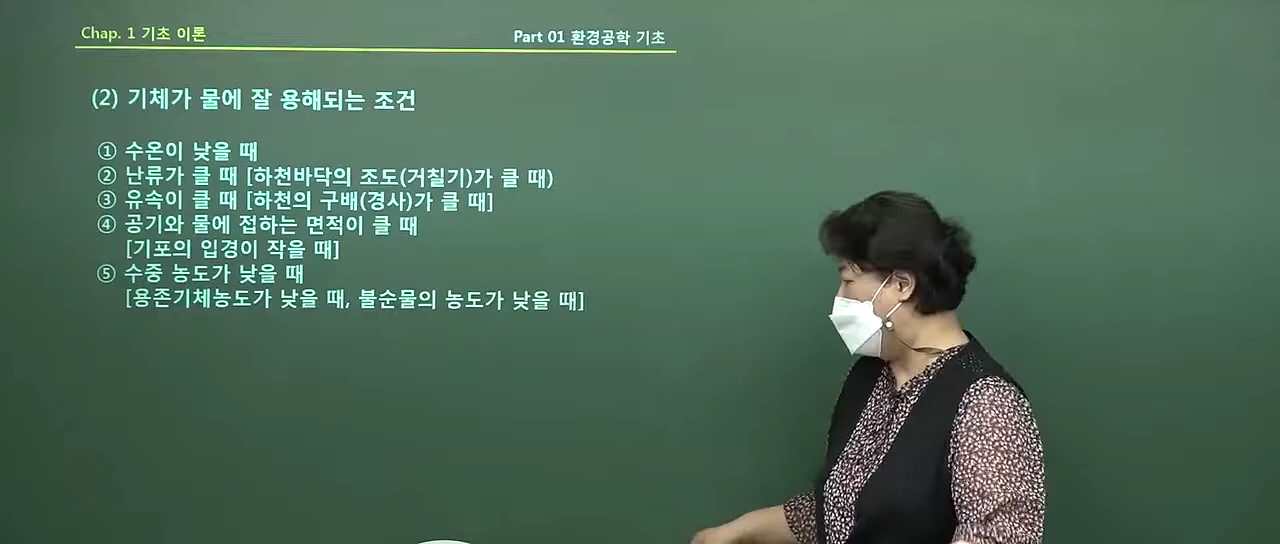 Chap. 1 기초 이론
Part 01 환경공학 기초
(2) 기체가 물에 잘 용해되는 조건
① 수온이 낮을 때
② 난류가 클 때 [하천바닥의 조도(거칠기)가 클 때)
③ 유속이 클 때 [하천의 구배(경사)가 클 때]
④ 공기와 물에 접하는 면적이 클 때
[기포의 입경이 작을 때]
⑤ 수중 농도가 낮을 때
[용존기체농도가 낮을 때, 불순물의 농도가 낮을 때]